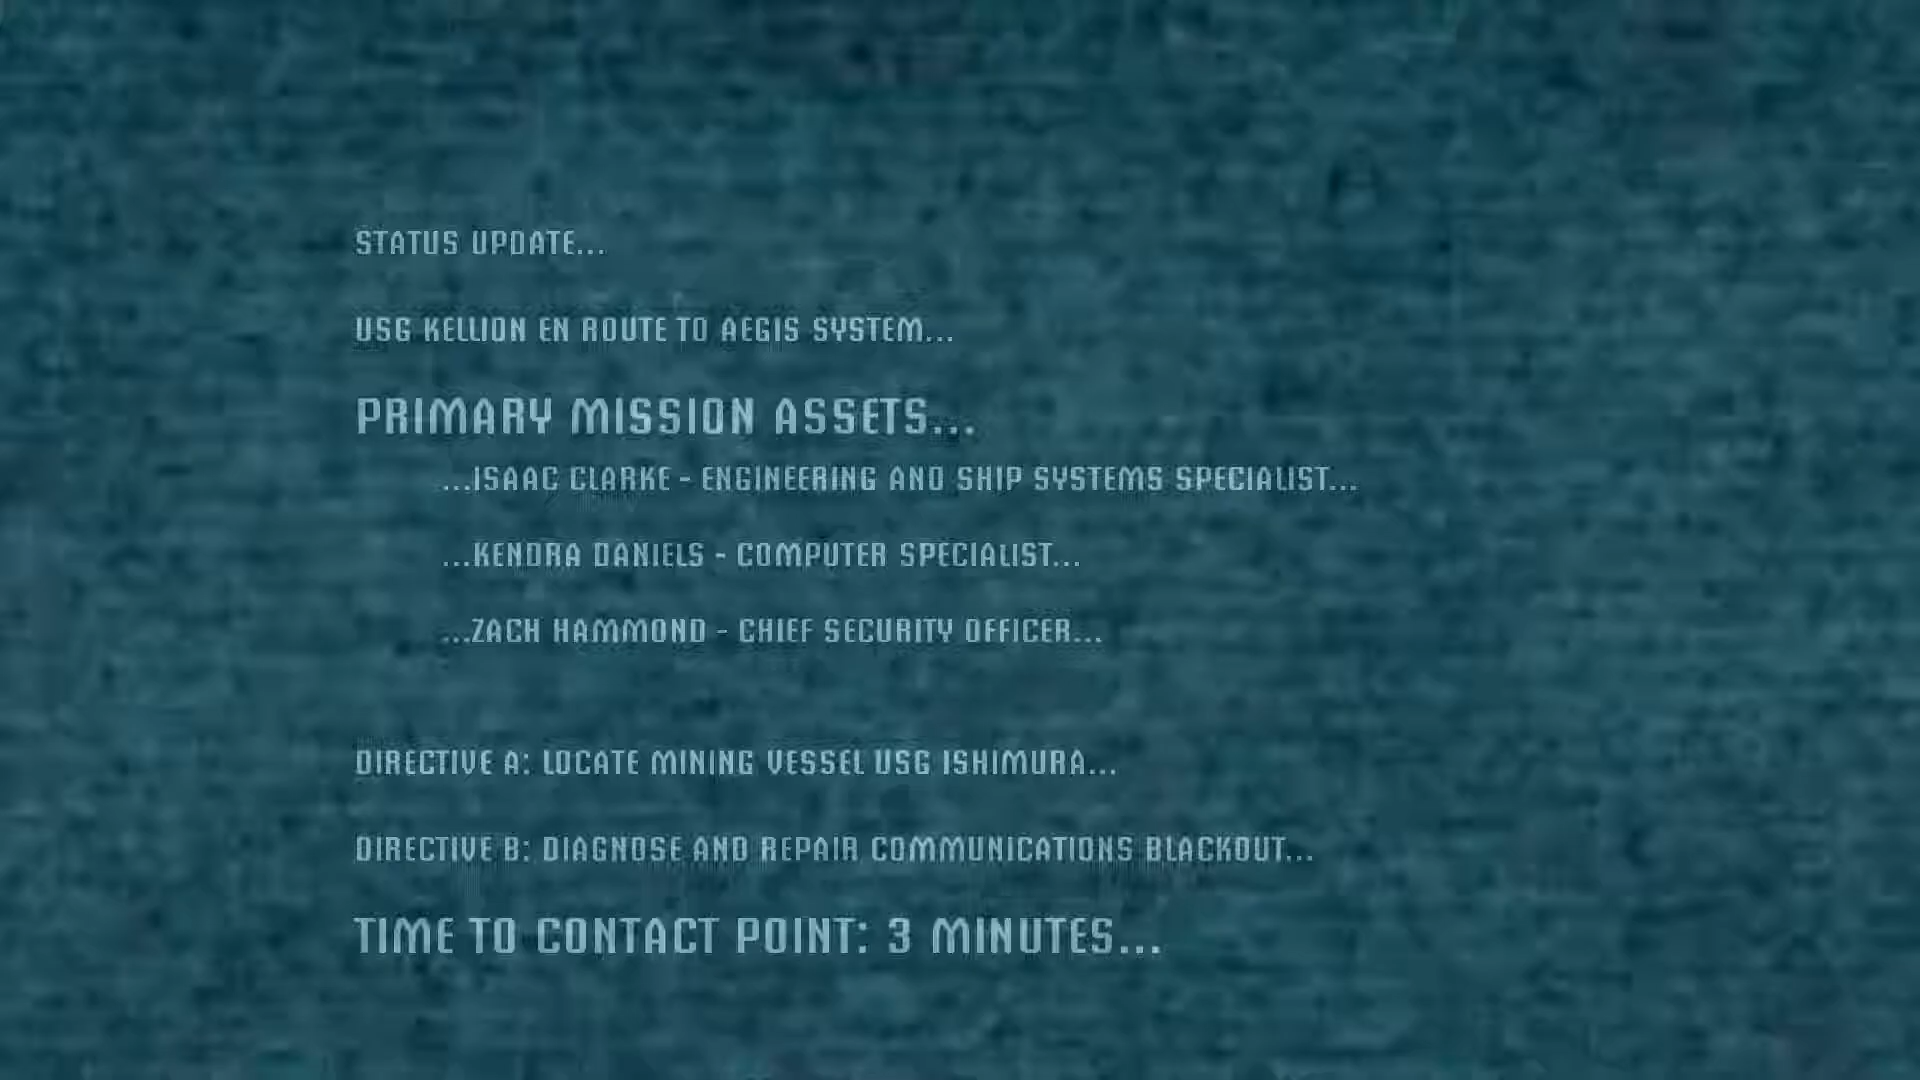 STATUS UPDATE...
USG KELLION EN ROUTE TO AEGIS SYSTEM...
PRIMARY MISSION ASSETS...
...ISAAC CLARKE - ENGINEERING AND SHIP SYSTEMS SPECIALIST...
...KENDRA DANIELS - COMPUTER SPECIALIST...
...ZACH HAMMOND - CHIEF SECURITY OFFICER...
DIRECTIVE A: LOCATE MINING VESSEL USG ISHIMURA...
DIRECTIVE B: DIAGNOSE AND REPAIR COMMUNICATIONS BLACKOUT...
TIME TO CONTACT POINT: 3 MINUTES...